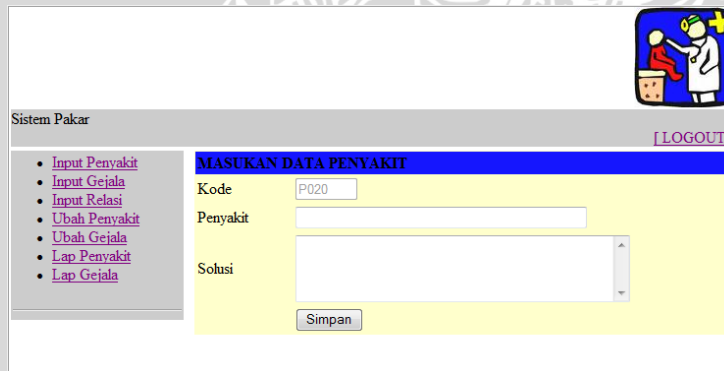 Sistem Pakar
[ LOGOUT
Input Penyakit
Input Gejala
Input Relasi
Ubah Penyakit
Ubah Gejala
Lap Penyakit
Lap Gejala
MASUKAN DATA PENYAKIT
Kode P020
Penyakit
Solusi
Simpan